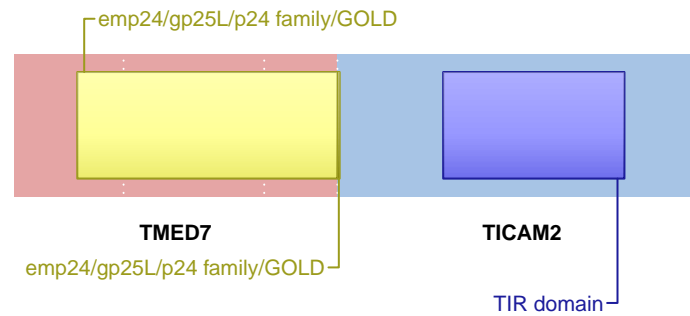 emp24/gp25L/p24 family/GOLD
TMED7
TICAM2
emp24/gp25L/p24 family/GOLD
TIR domain